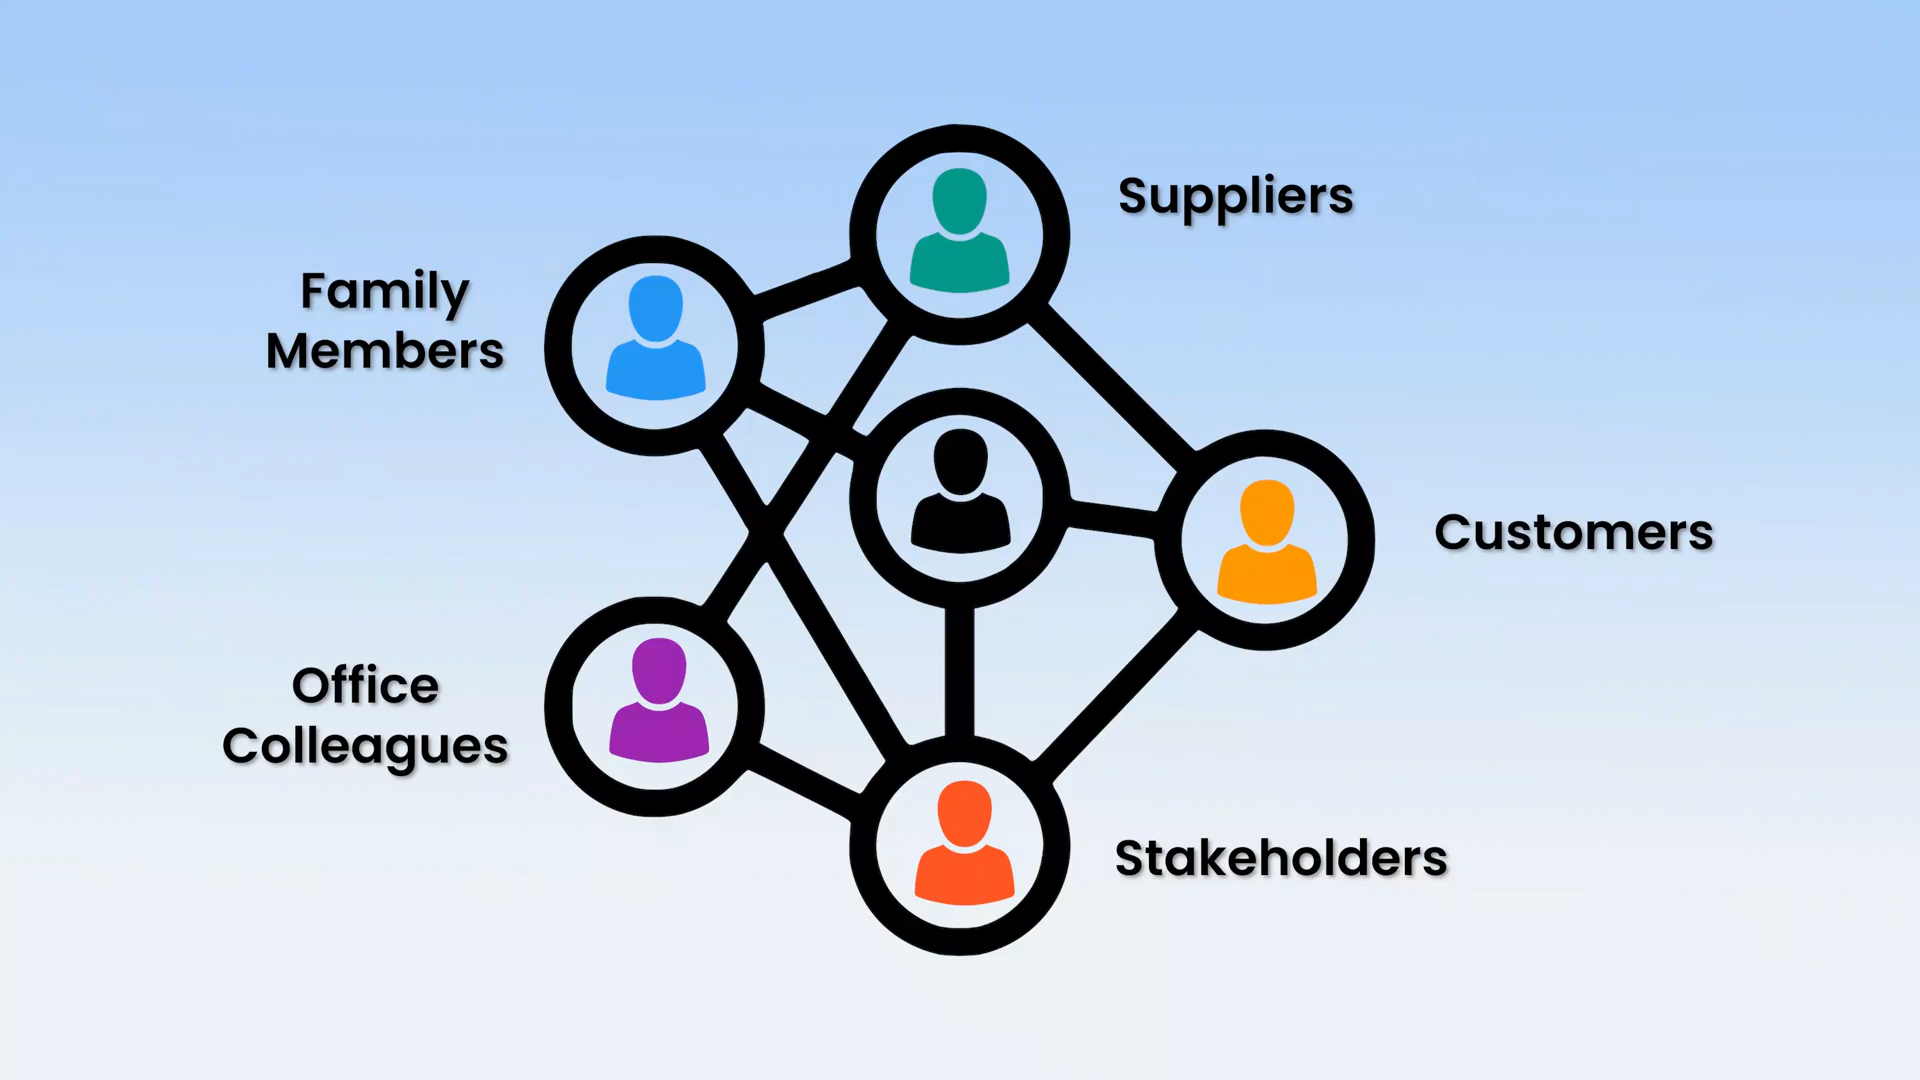 Suppliers
Family
Members
Customers
Office
Colleagues
Stakeholders